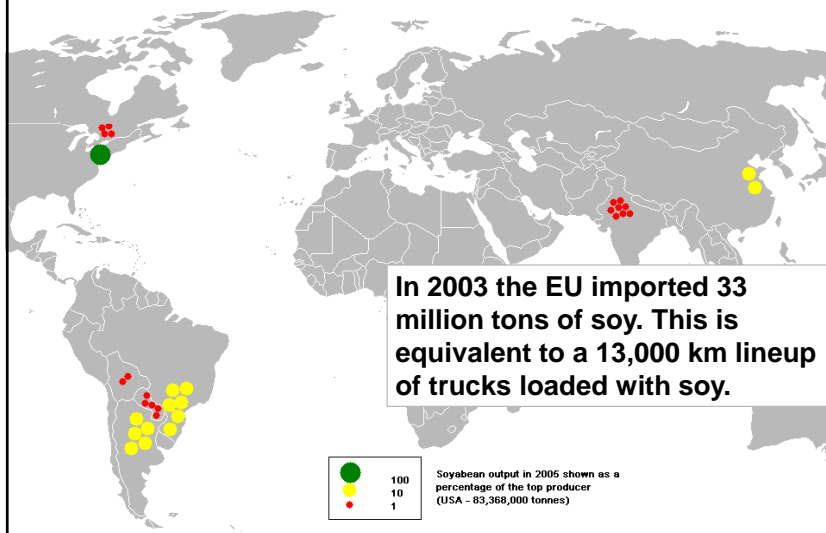 In 2003 the EU imported 33
million tons of soy. This is
equivalent to a 13,000 km lineup
of trucks loaded with soy.
100
10
1
Soyabean output in 2005 shown as a
percentage of the top producer
(USA - 83,368,000 tonnes)